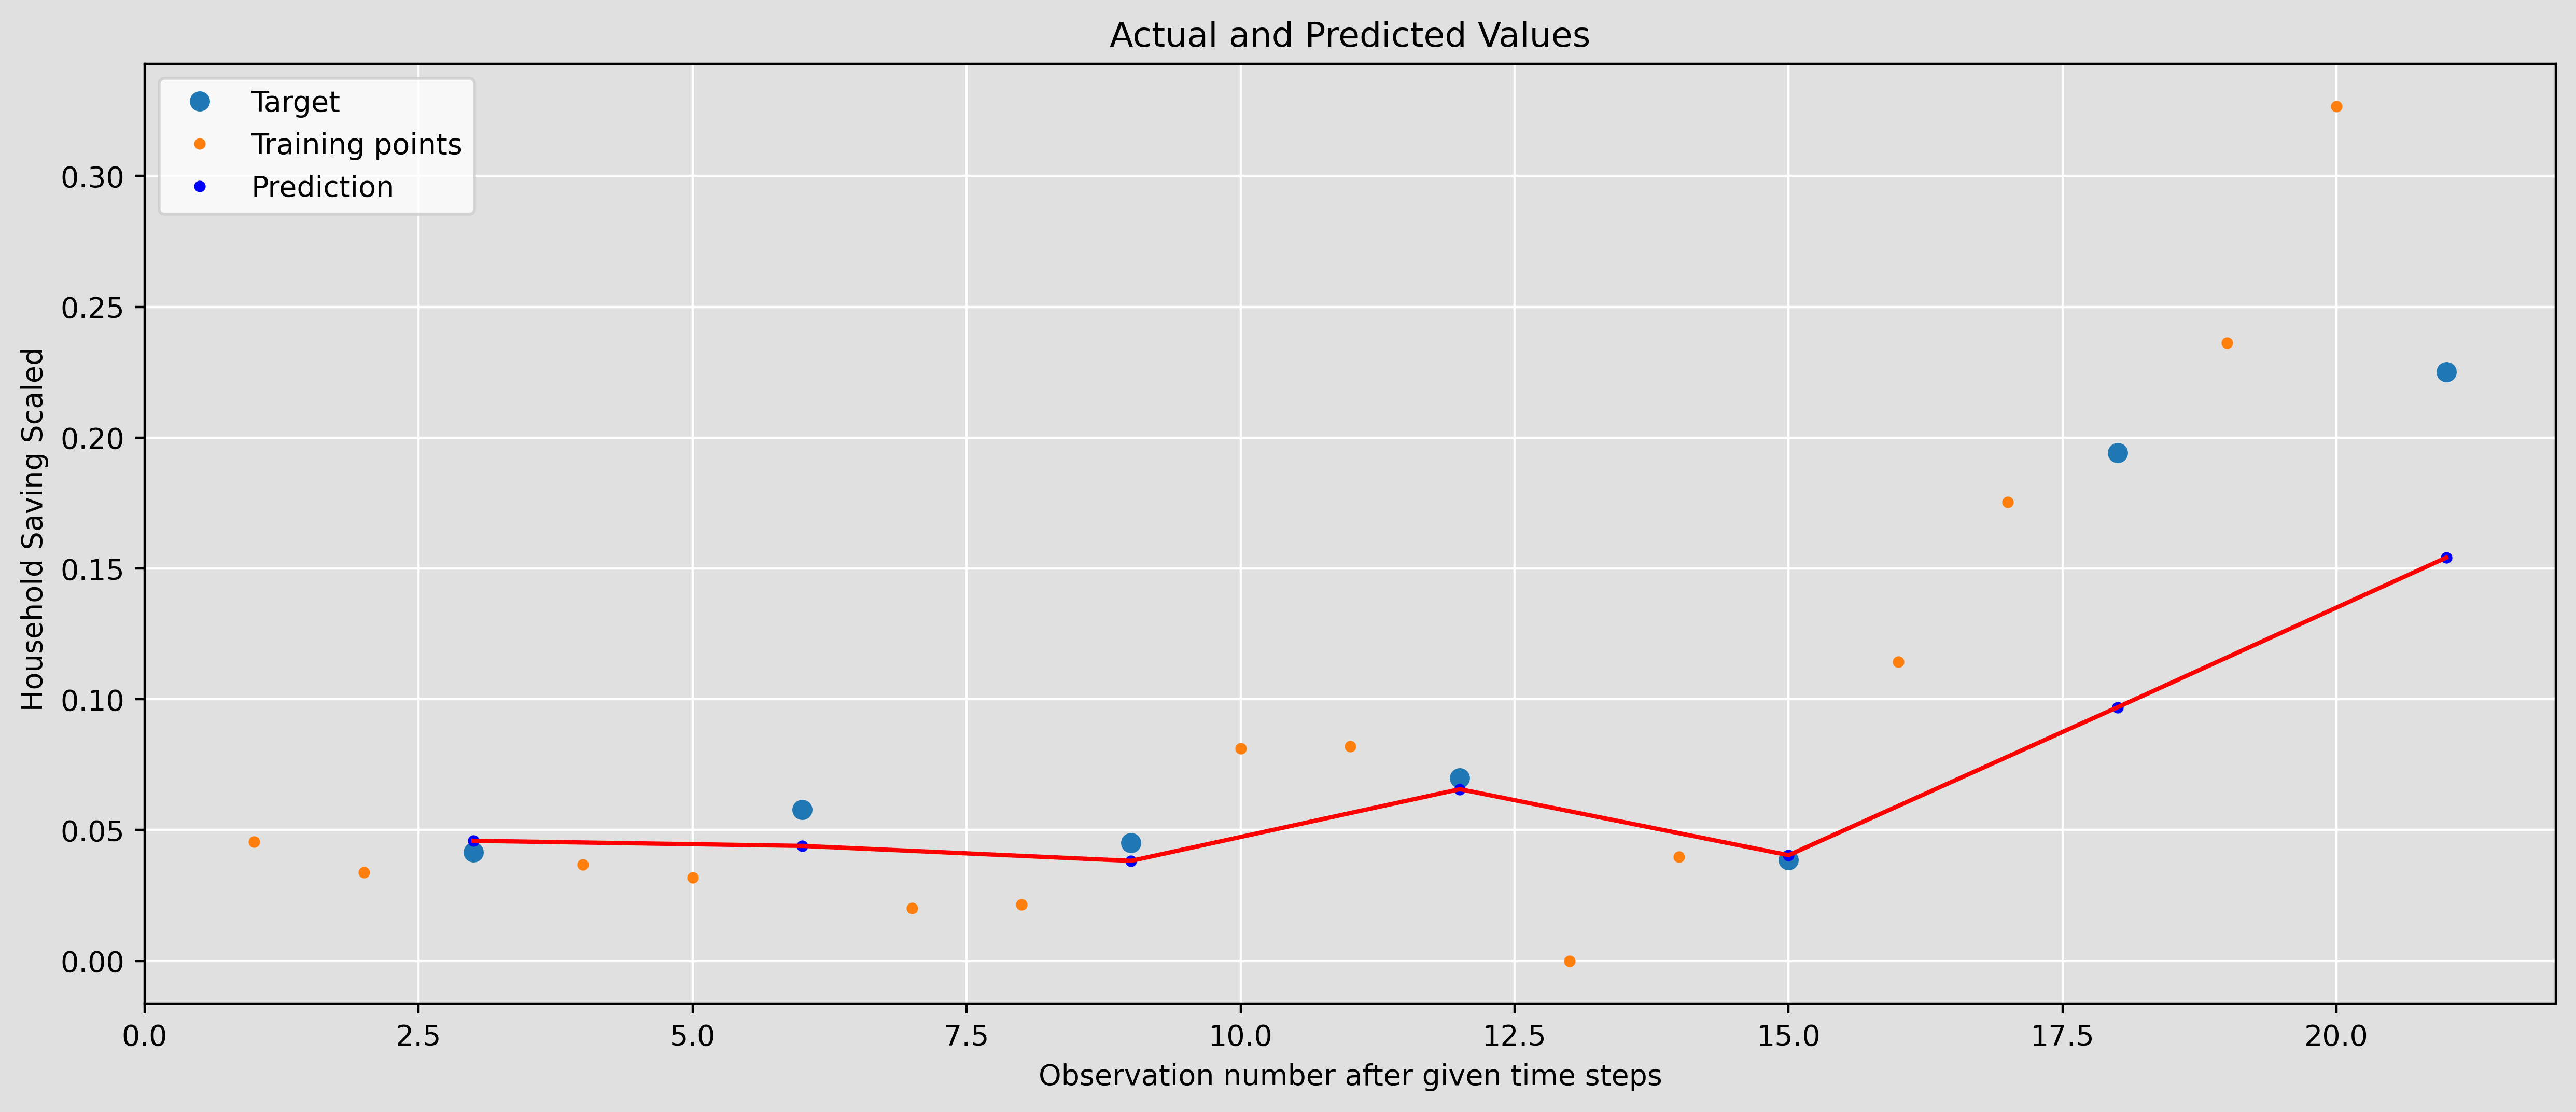 Actual and Predicted Values
Target
Training points
Prediction
Household Saving Scaled
0.30
0.25
0.20
0.15
0.10
0.05
0.00
0.0 2.5 5.0 7.5 10.0 12.5 15.0 17.5 20.0
Observation number after given time steps